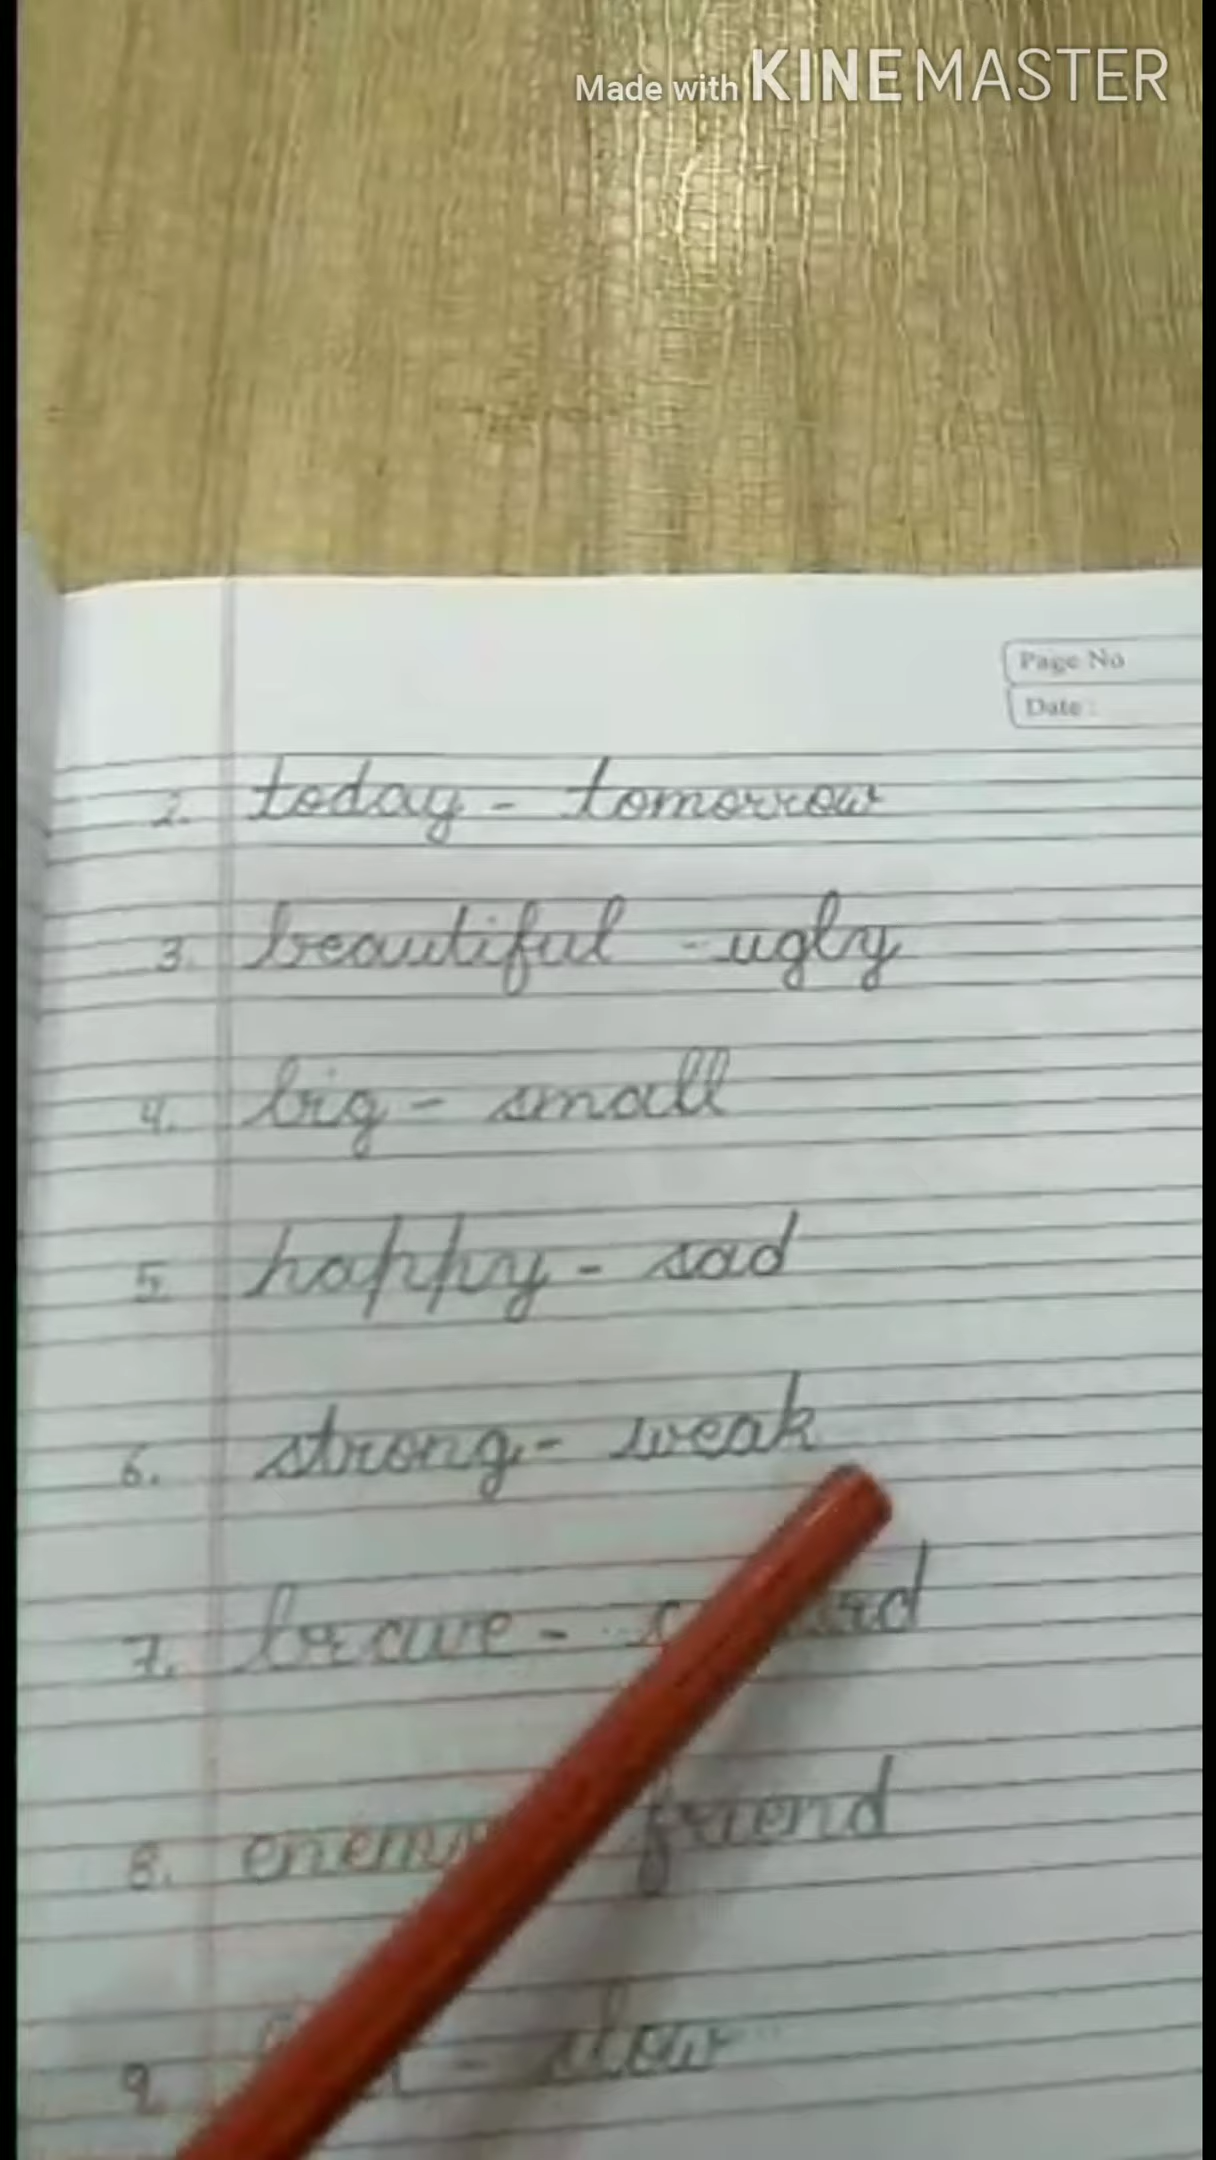 Made with KINEMASTER
Page No
Date :
2. today - tomorrow
3. beautiful - ugly
4. big - small
5. happy - sad
6. strong - weak
7. brave -
8. friend
9. - slow